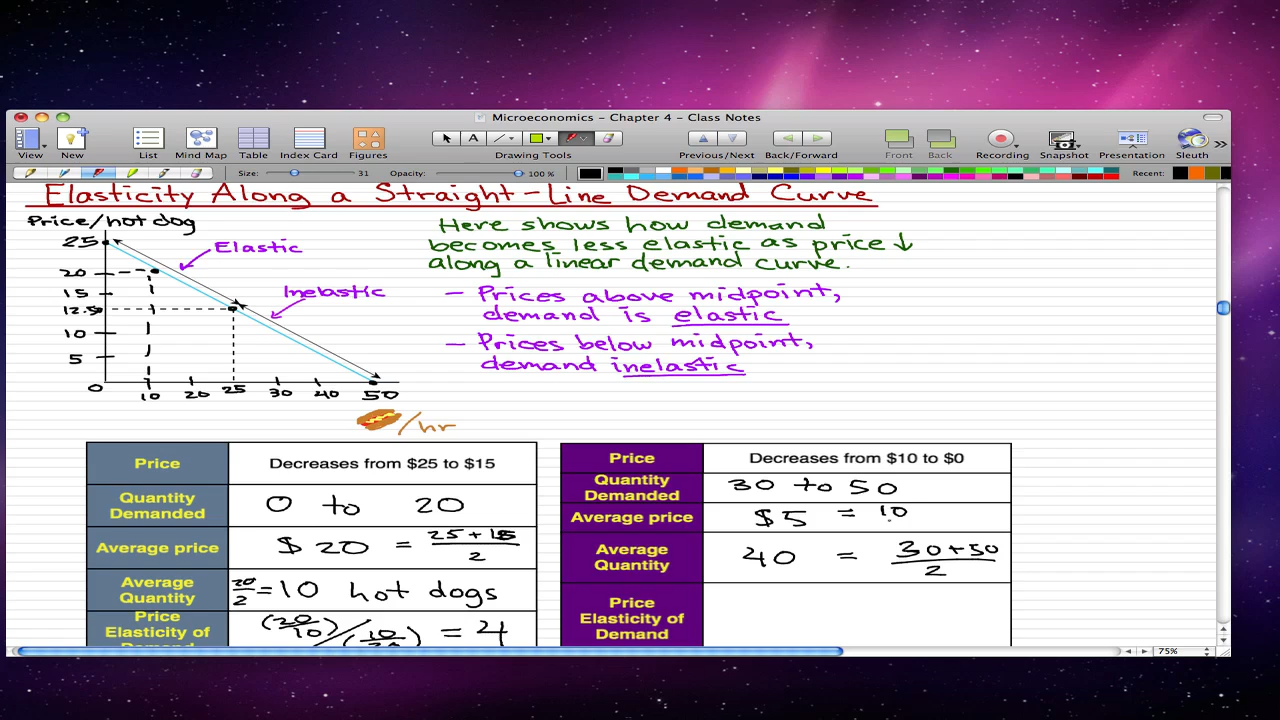 Microeconomics - Chapter 4 - Class Notes
View New List Mind Map Table Index Card Figures Drawing Tools Previous/Next Back/Forward Front Back Recording Snapshot Presentation Sleuth
Size: 31 Opacity: 100 % Recent:
Elasticity Along a Straight-Line Demand Curve
Price/hot dog
25
20
15
12.5
10
5
0
10 20 25 30 40 50
/hr
Elastic
Inelastic
Here shows how demand
becomes less elastic as price ↓
along a linear demand curve.
- Prices above midpoint,
demand is elastic
- Prices below midpoint,
demand inelastic
Price Decreases from $25 to $15
Quantity
Demanded
0 to 20
Average price $20 = 25+15
2
Average
Quantity
20
2
=10 hot dogs
Price
Elasticity of
(20/10)/ = 4
Price Decreases from $10 to $0
Quantity
Demanded
30 to 50
Average price $5 = 10
Average
Quantity
40 = 30+50
2
Price
Elasticity of
Demand
75%